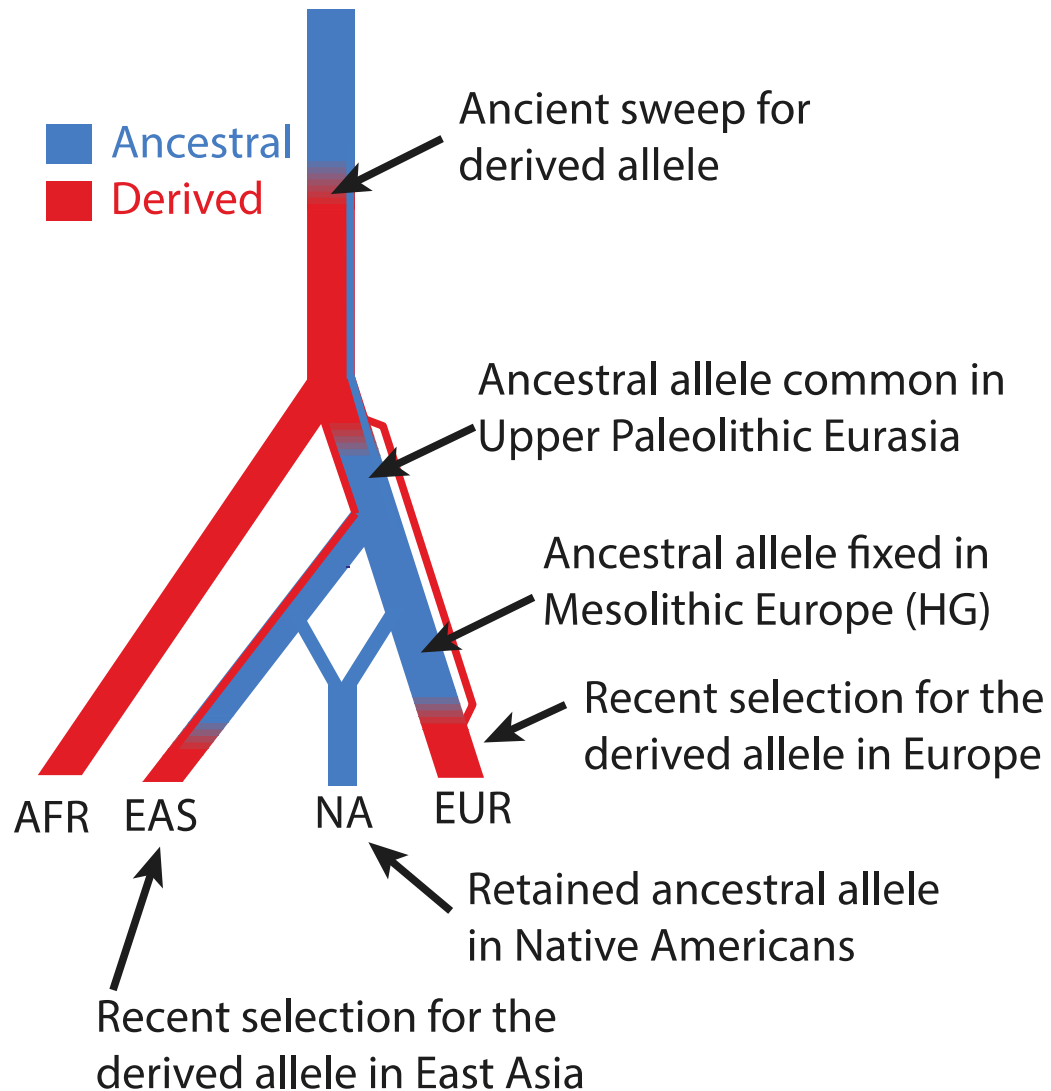 Ancient sweep for
derived allele
Ancestral
Derived
Ancestral allele common in
Upper Paleolithic Eurasia
Ancestral allele fixed in
Mesolithic Europe (HG)
Recent selection for the
derived allele in Europe
AFR EAS NA EUR
Retained ancestral allele
in Native Americans
Recent selection for the
derived allele in East Asia